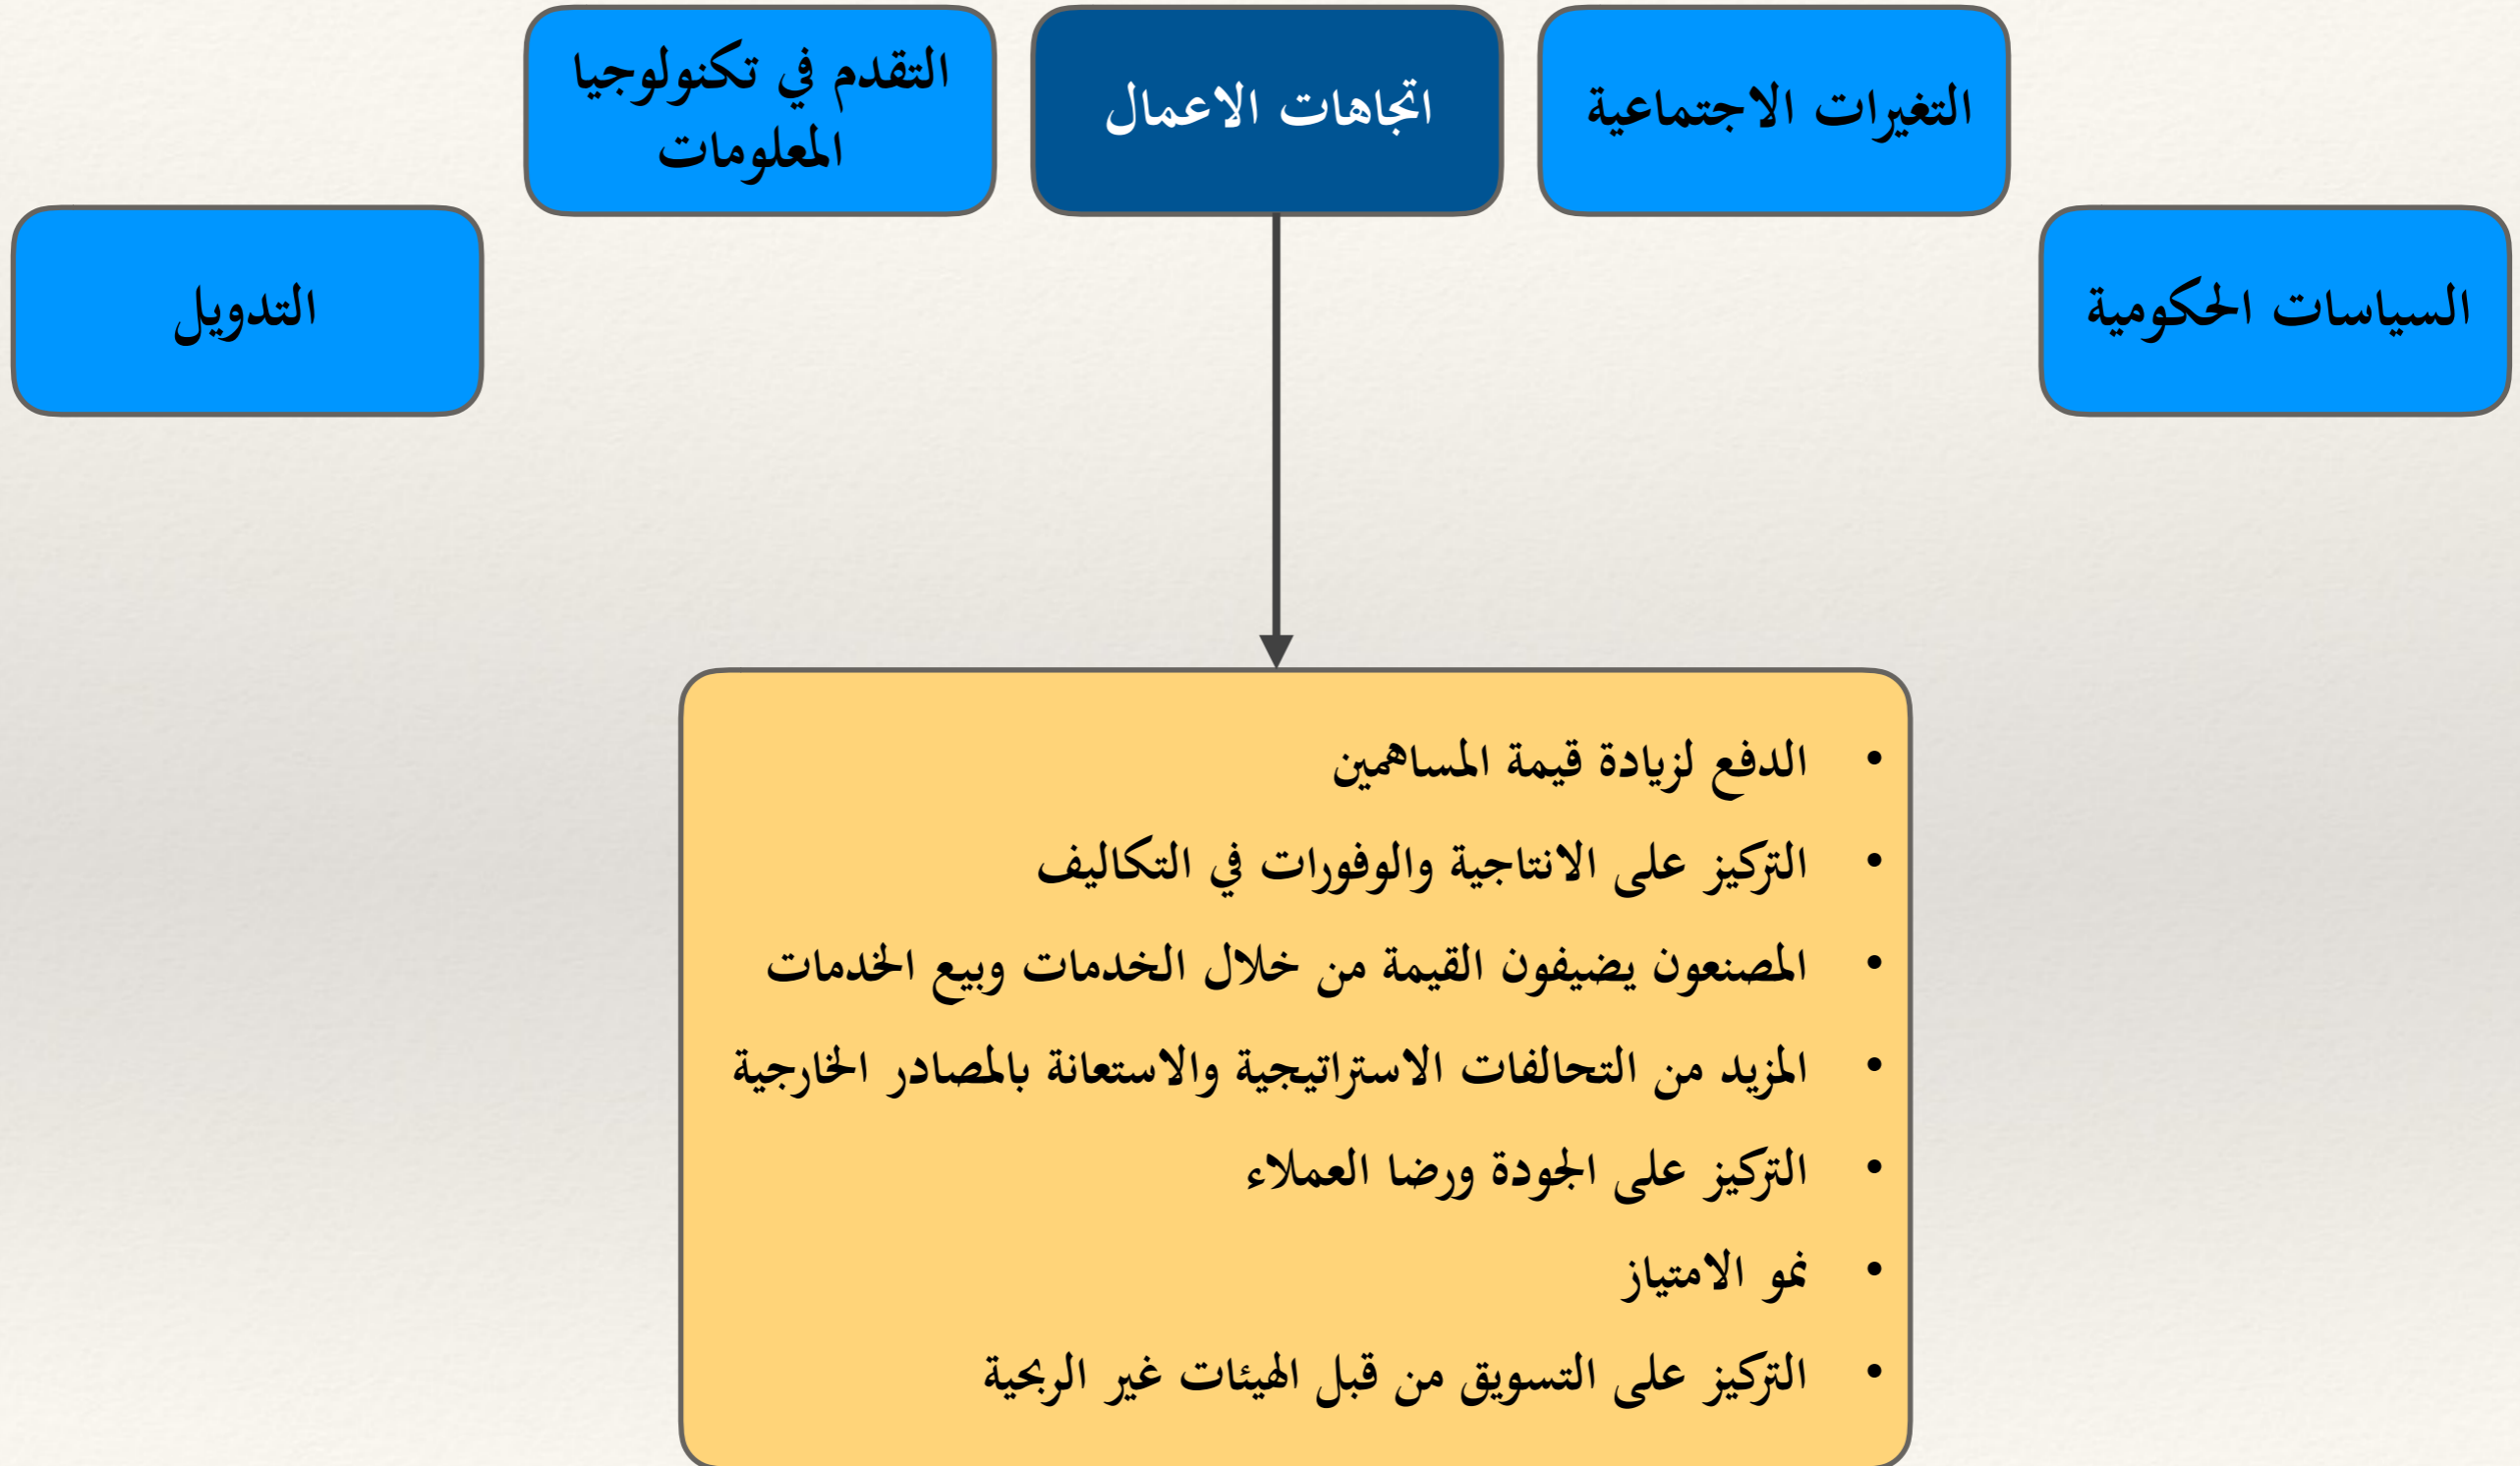 التغيرات الاجتماعية
اتجاهات الاعمال
التقدم في تكنولوجيا
المعلومات
السياسات الحكومية
التدويل
• الدفع لزيادة قيمة المساهمين
• التركيز على الانتاجية والوفورات في التكاليف
• المصنعون يضيفون القيمة من خلال الخدمات وبيع الخدمات
• المزيد من التحالفات الاستراتيجية والاستعانة بالمصادر الخارجية
• التركيز على الجودة ورضا العملاء
• نمو الامتياز
• التركيز على التسويق من قبل الهيئات غير الربحية